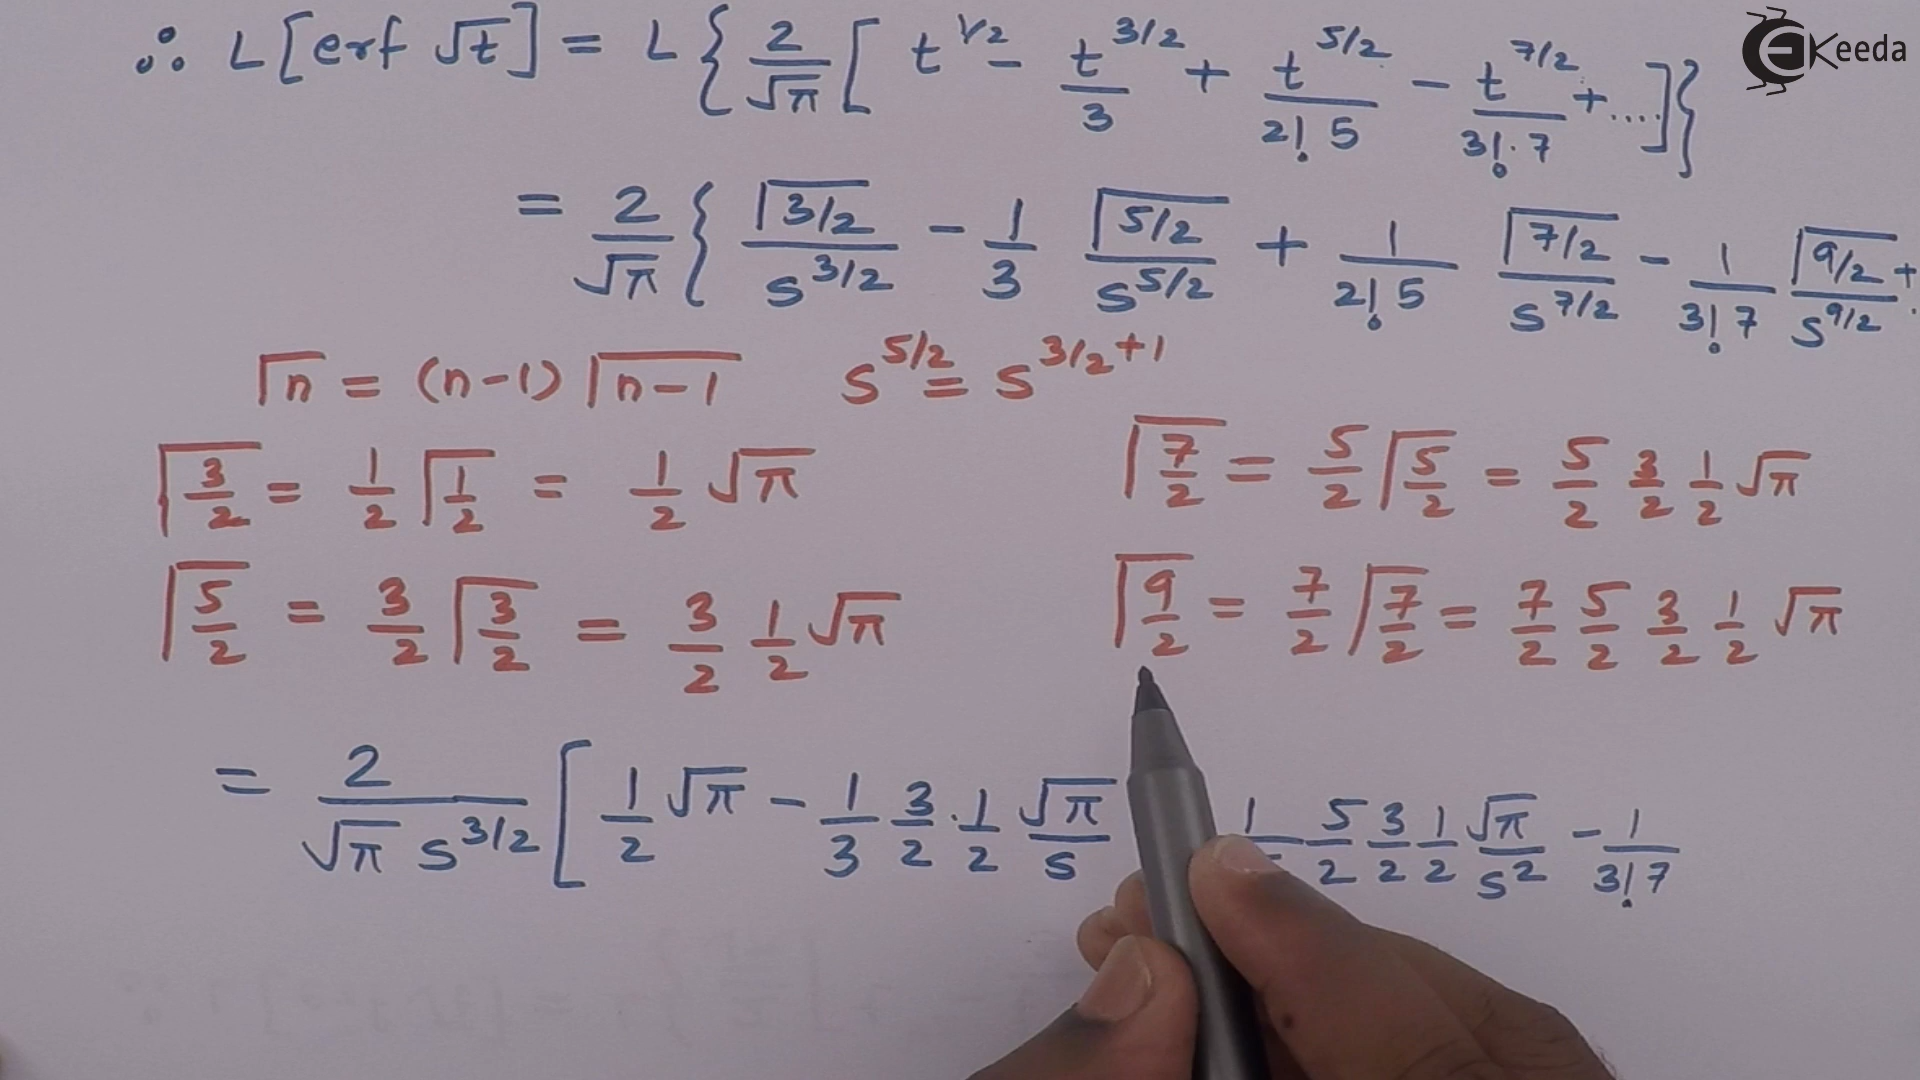 ∴ L[erf √t] = L{2/√π [t^1/2 - t^3/2/3 + t^5/2/2! 5 - t^7/2/3!·7 + ....]}
EKeeda
= 2/√π {Γ3/2/s^3/2 - 1/3 Γ5/2/s^5/2 + 1/2! 5 Γ7/2/s^7/2 - 1/3! 7 Γ9/2/s^9/2 + .
Γn = (n-1) Γn-1 s^5/2 = s^3/2+1
Γ3/2 = 1/2 Γ1/2 = 1/2 √π
Γ7/2 = 5/2 Γ5/2 = 5/2 3/2 1/2 √π
Γ5/2 = 3/2 Γ3/2 = 3/2 1/2 √π
Γ9/2 = 7/2 Γ7/2 = 7/2 5/2 3/2 1/2 √π
= 2/√π s^3/2 [1/2 √π - 1/3 3/2 · 1/2 √π/s 1/ 5/2 3/2 1/2 √π/s^2 - 1/3! 7